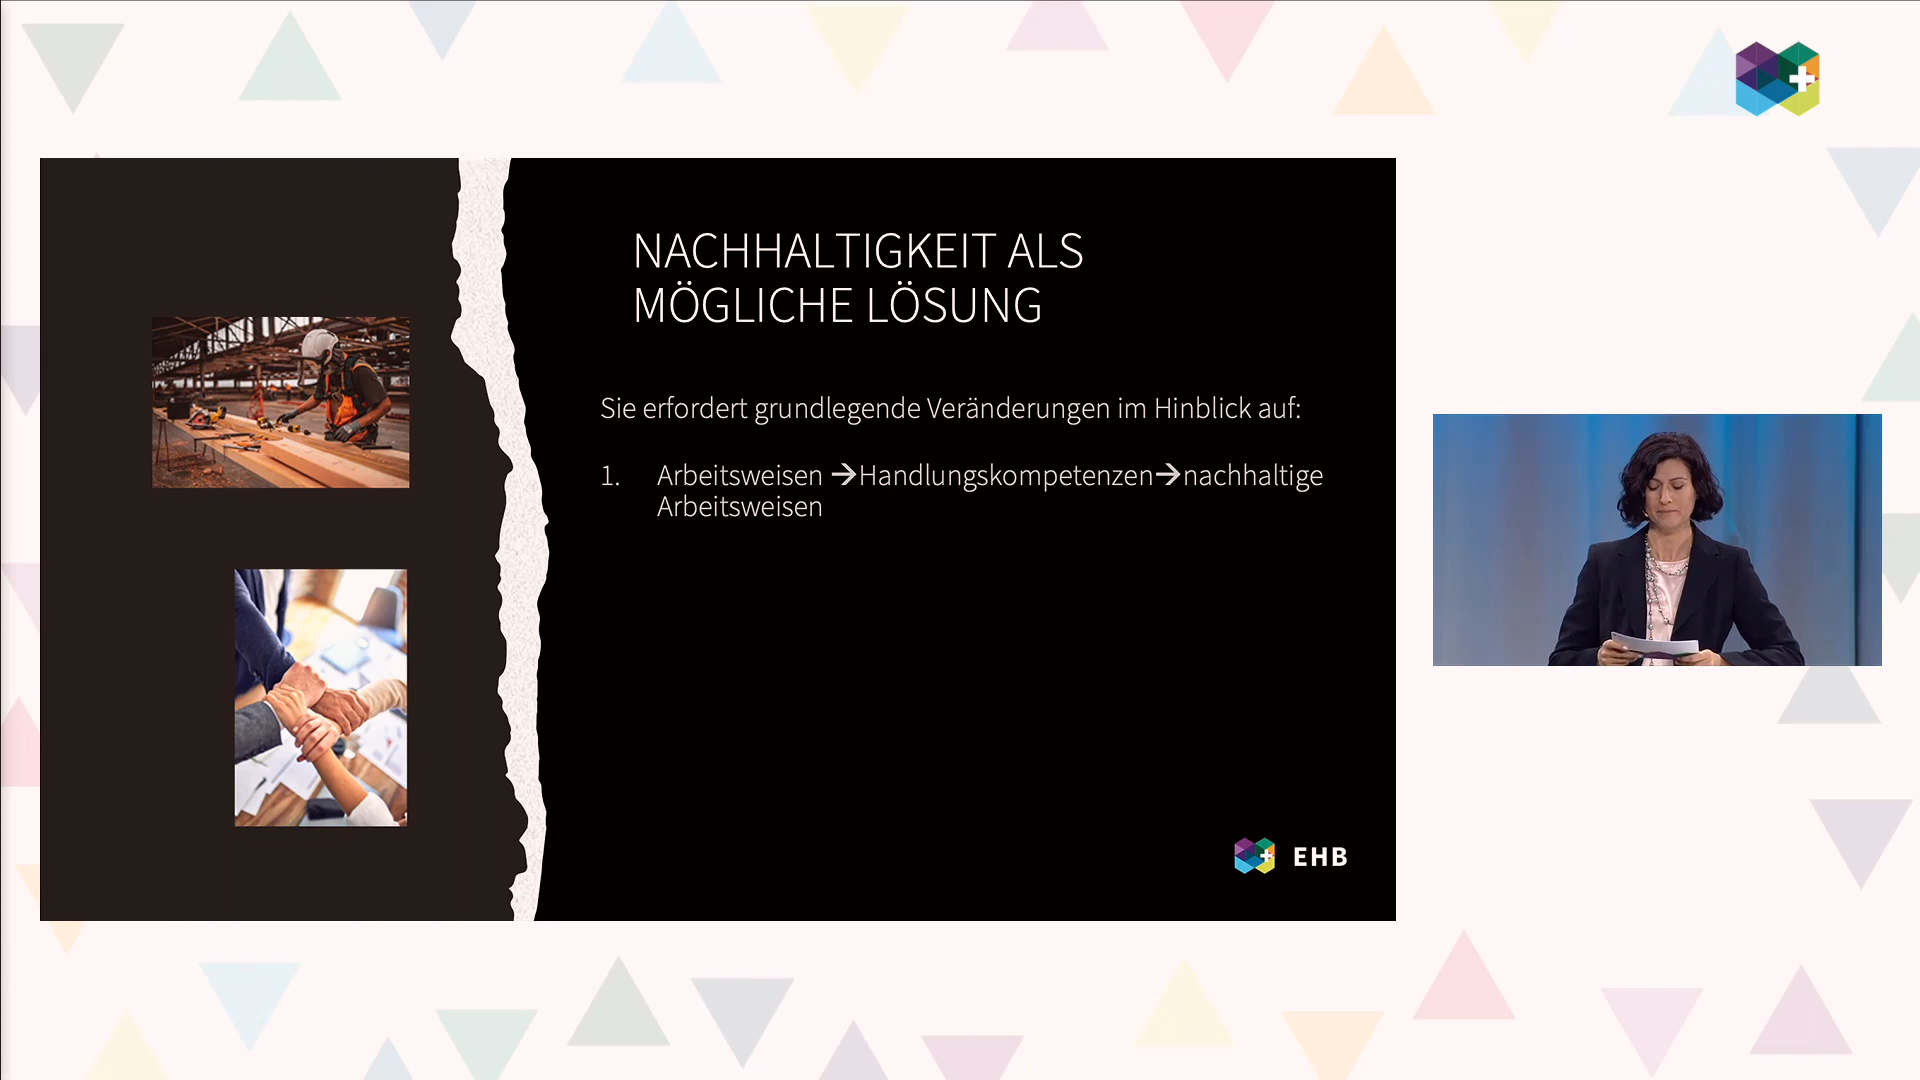 NACHHALTIGKEIT ALS
MÖGLICHE LÖSUNG
Sie erfordert grundlegende Veränderungen im Hinblick auf:
1. Arbeitsweisen →Handlungskompetenzen→nachhaltige
Arbeitsweisen
EHB